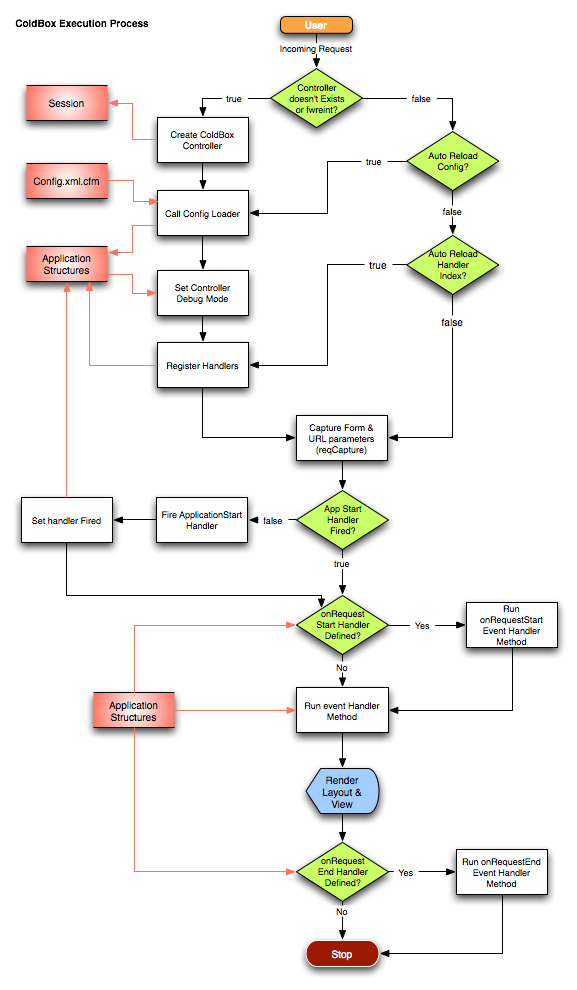 ColdBox Execution Process
User
Incoming Request
Controller
doesn't Exists
or fwreint?
true
false
Session
Create ColdBox
Controller
Auto Reload
Config?
true
Config.xml.cfm
Call Config Loader
false
Application
Structures
Auto Reload
Handler
Index?
true
Set Controller
Debug Mode
false
Register Handlers
Capture Form &
URL parameters
(reqCapture)
App Start
Handler
Fired?
false
Fire ApplicationStart
Handler
Set handler Fired
true
onRequest
Start Handler
Defined?
Yes
Run
onRequestStart
Event Handler
Method
No
Application
Structures
Run event Handler
Method
Render
Layout &
View
onRequest
End Handler
Defined?
Yes
Run onRequestEnd
Event Handler
Method
No
Stop